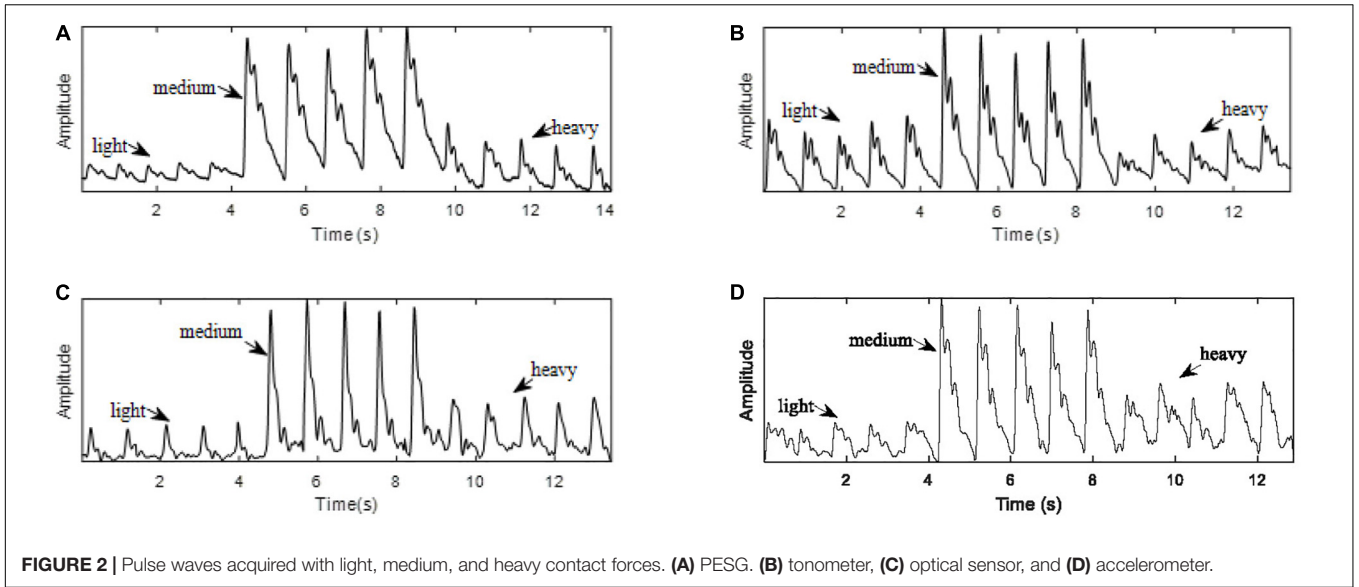 A
Amplitude
light
medium
heavy
2 4 6 8 10 12 14
Time (s)
B
Amplitude
light
medium
heavy
2 4 6 8 10 12
Time (s)
C
Amplitude
light
medium
heavy
2 4 6 8 10 12
Time(s)
D
Amplitude
light
medium
heavy
2 4 6 8 10 12
Time (s)
FIGURE 2 | Pulse waves acquired with light, medium, and heavy contact forces. (A) PESG. (B) tonometer, (C) optical sensor, and (D) accelerometer.